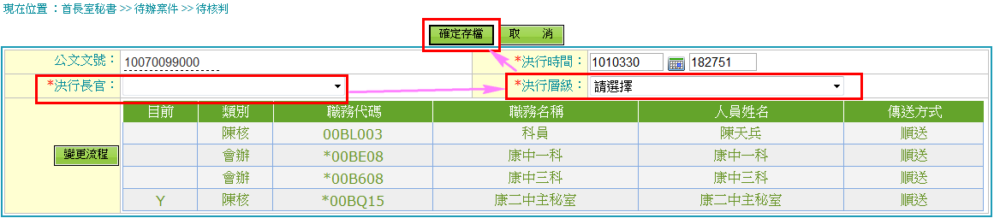 現在位置 ：首長室秘書 >> 待辦案件 >> 待核判
確定存檔 取 消
公文文號： 10070099000 *決行時間： 1010330 182751
*決行長官： *決行層級： 請選擇
目前 類別 職務代碼 職務名稱 人員姓名 傳送方式
陳核 00BL003 科員 陳天兵 順送
變更流程
會辦 *00BE08 康中一科 康中一科 順送
會辦 *00B608 康中三科 康中三科 順送
Y 陳核 *00BQ15 康二中主秘室 康二中主秘室 順送